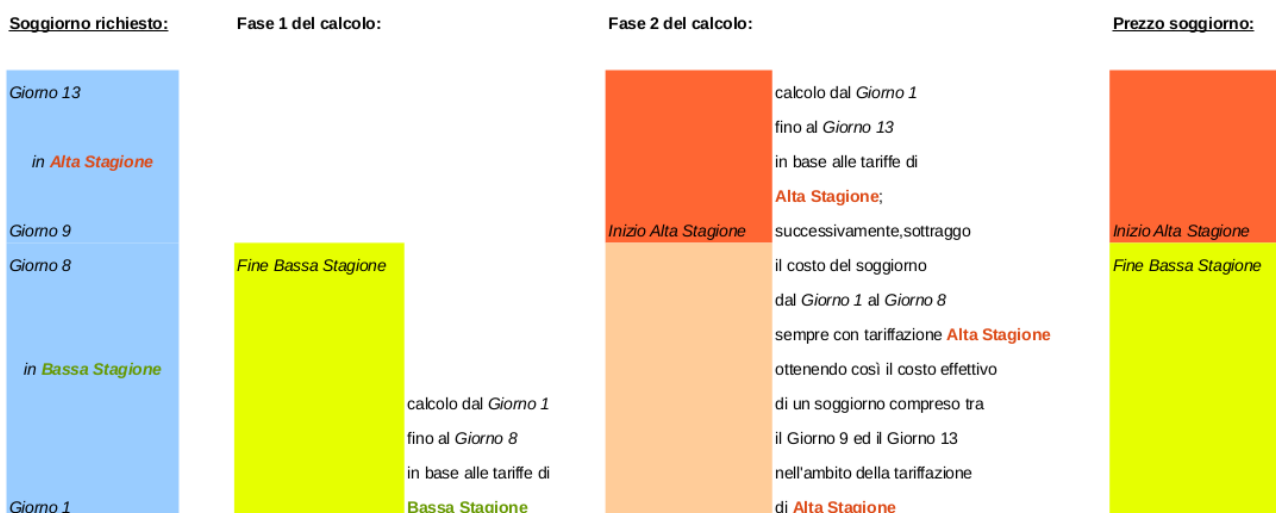 Soggiorno richiesto:
Fase 1 del calcolo:
Fase 2 del calcolo:
Prezzo soggiorno:
Giorno 13
in Alta Stagione
Giorno 9
Giorno 8
in Bassa Stagione
Giorno 1
Fine Bassa Stagione
calcolo dal Giorno 1
fino al Giorno 8
in base alle tariffe di
Bassa Stagione
Inizio Alta Stagione
calcolo dal Giorno 1
fino al Giorno 13
in base alle tariffe di
Alta Stagione;
successivamente,sottraggo
il costo del soggiorno
dal Giorno 1 al Giorno 8
sempre con tariffazione Alta Stagione
ottenendo così il costo effettivo
di un soggiorno compreso tra
il Giorno 9 ed il Giorno 13
nell'ambito della tariffazione
di Alta Stagione
Inizio Alta Stagione
Fine Bassa Stagione